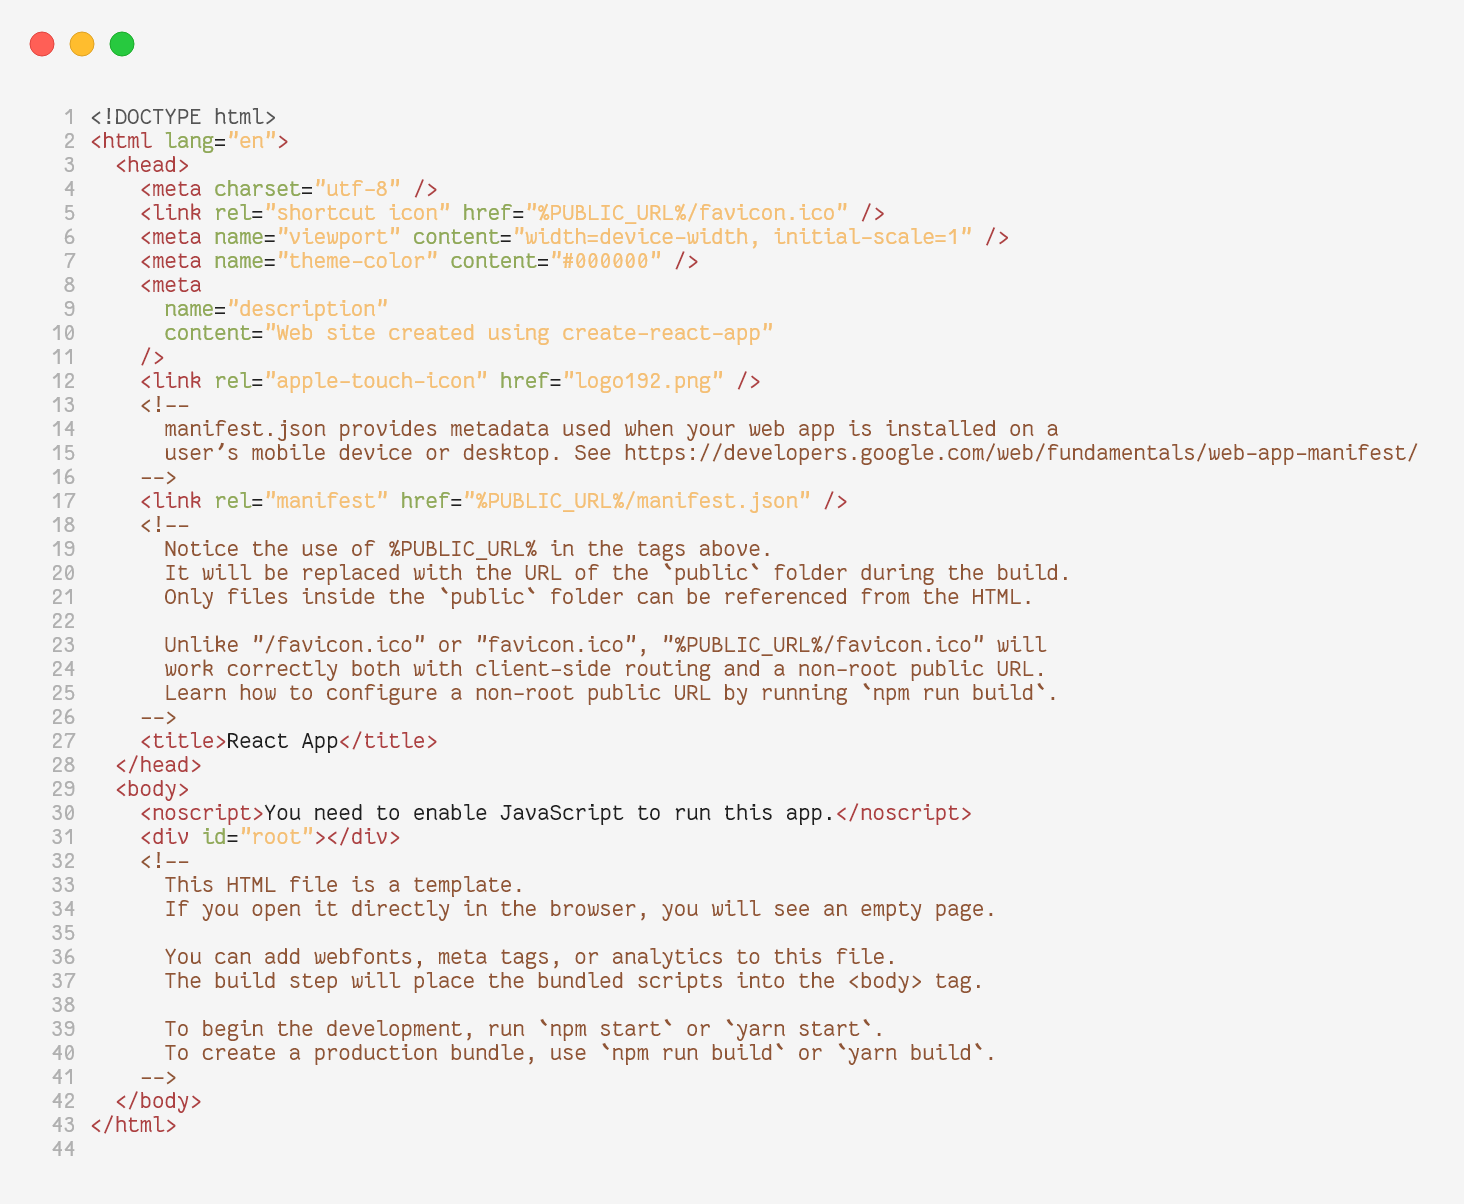 1 <!DOCTYPE html>
2 <html lang="en">
3   <head>
4     <meta charset="utf-8" />
5     <link rel="shortcut icon" href="%PUBLIC_URL%/favicon.ico" />
6     <meta name="viewport" content="width=device-width, initial-scale=1" />
7     <meta name="theme-color" content="#000000" />
8     <meta
9       name="description"
10       content="Web site created using create-react-app"
11     />
12     <link rel="apple-touch-icon" href="logo192.png" />
13     <!--
14       manifest.json provides metadata used when your web app is installed on a
15       user's mobile device or desktop. See https://developers.google.com/web/fundamentals/web-app-manifest/
16     -->
17     <link rel="manifest" href="%PUBLIC_URL%/manifest.json" />
18     <!--
19       Notice the use of %PUBLIC_URL% in the tags above.
20       It will be replaced with the URL of the `public` folder during the build.
21       Only files inside the `public` folder can be referenced from the HTML.
22
23       Unlike "/favicon.ico" or "favicon.ico", "%PUBLIC_URL%/favicon.ico" will
24       work correctly both with client-side routing and a non-root public URL.
25       Learn how to configure a non-root public URL by running `npm run build`.
26     -->
27     <title>React App</title>
28   </head>
29   <body>
30     <noscript>You need to enable JavaScript to run this app.</noscript>
31     <div id="root"></div>
32     <!--
33       This HTML file is a template.
34       If you open it directly in the browser, you will see an empty page.
35
36       You can add webfonts, meta tags, or analytics to this file.
37       The build step will place the bundled scripts into the <body> tag.
38
39       To begin the development, run `npm start` or `yarn start`.
40       To create a production bundle, use `npm run build` or `yarn build`.
41     -->
42   </body>
43 </html>
44